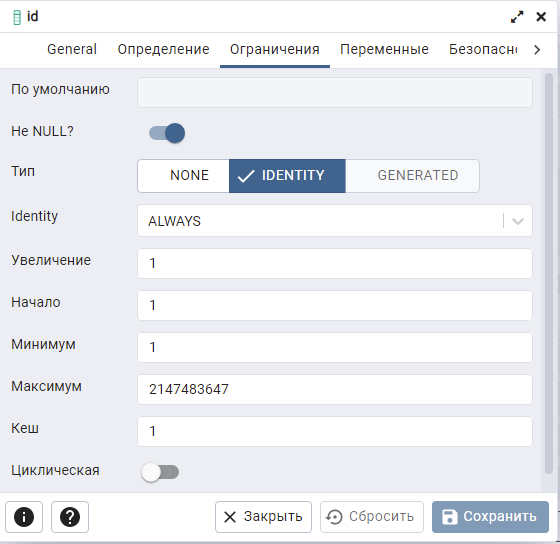 id
General Определение Ограничения Переменные Безопасно
По умолчанию
Не NULL?
Тип NONE IDENTITY GENERATED
Identity ALWAYS
Увеличение 1
Начало 1
Минимум 1
Максимум 2147483647
Кеш 1
Циклическая
Закрыть Сбросить Сохранить